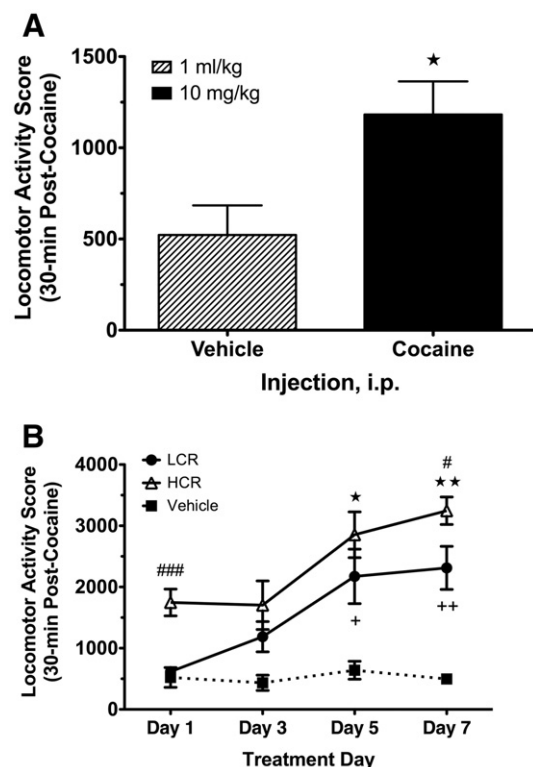 A
Locomotor Activity Score
(30-min Post-Cocaine)
1500
1000
500
0
1 ml/kg
10 mg/kg
★
Vehicle
Cocaine
Injection, i.p.
B
Locomotor Activity Score
(30-min Post-Cocaine)
4000
3000
2000
1000
0
LCR
HCR
Vehicle
###
★
+
#
★★
++
Day 1
Day 3
Day 5
Day 7
Treatment Day